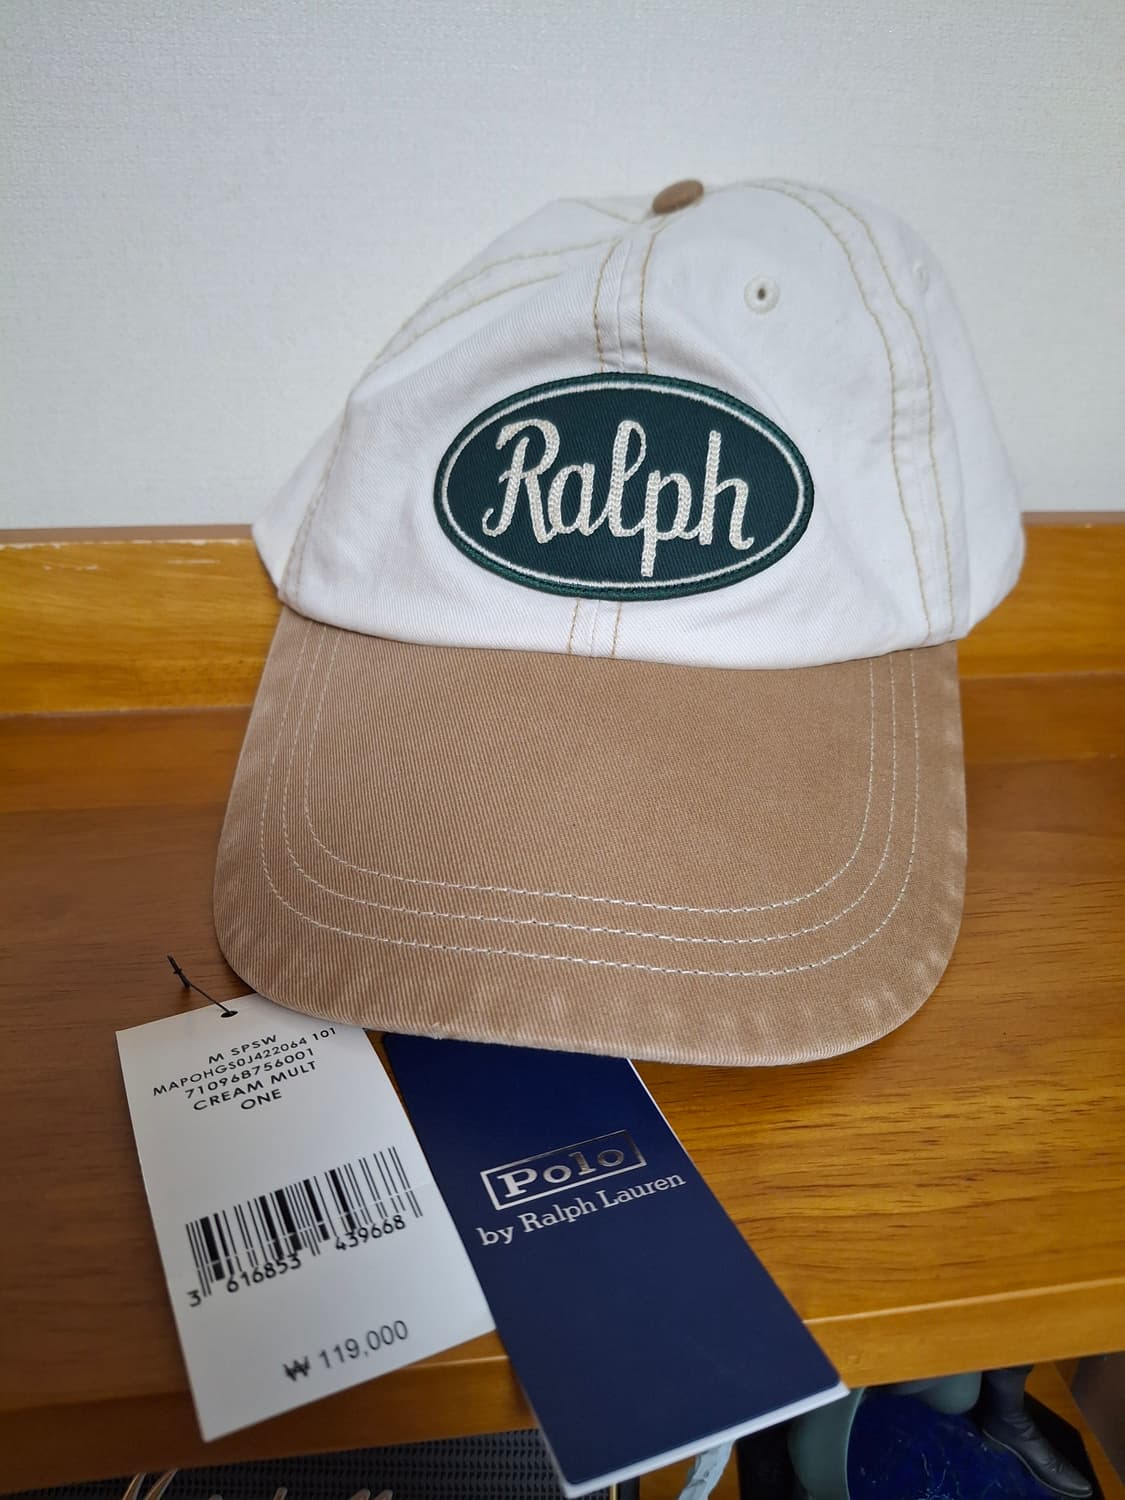 Ralph
M SPSW
MAPOHGS0J422064 101
710968756001
CREAM MULT
ONE
3 616853 439668
₩ 119,000
Polo
by Ralph Lauren